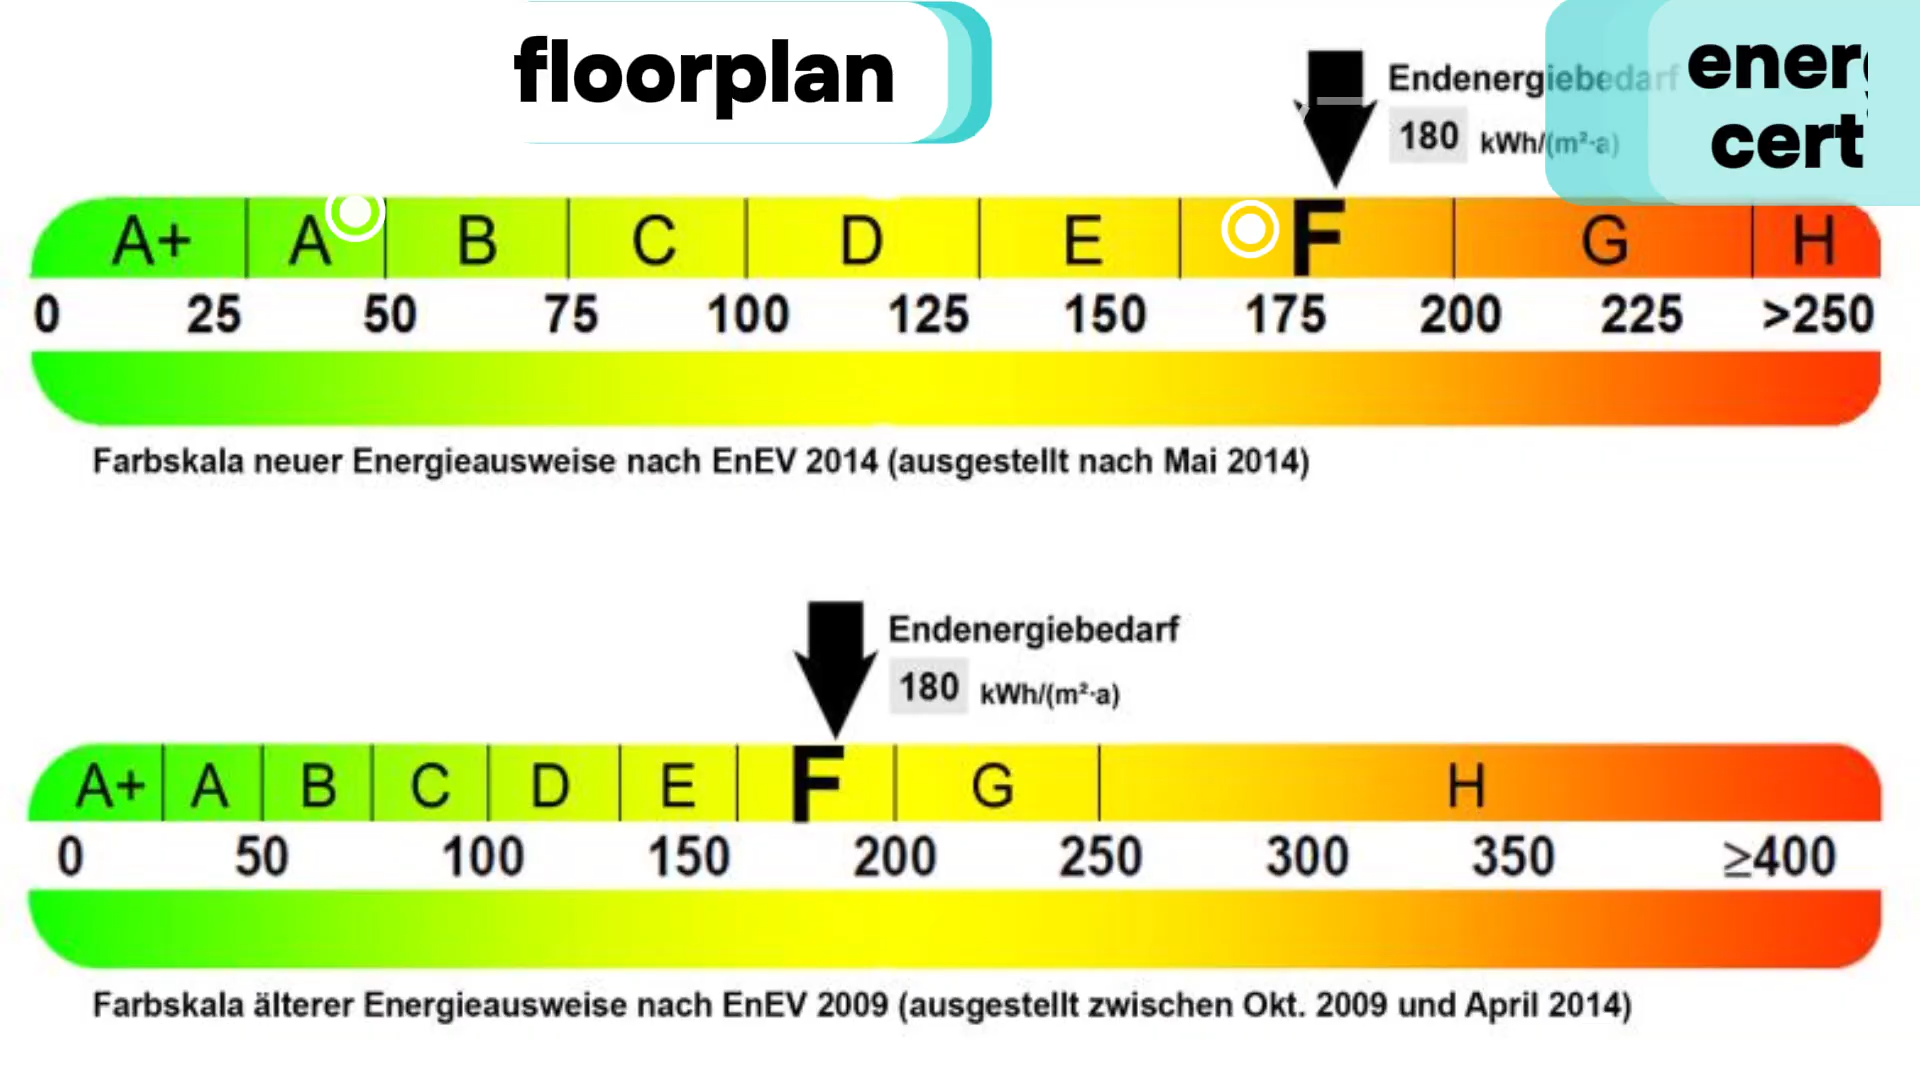 floorplan
Endenergiebedarf
180 kWh/(m²·a)
A+ A B C D E F G H
0 25 50 75 100 125 150 175 200 225 >250
Farbskala neuer Energieausweise nach EnEV 2014 (ausgestellt nach Mai 2014)
Endenergiebedarf
180 kWh/(m²·a)
A+ A B C D E F G H
0 50 100 150 200 250 300 350 ≥400
Farbskala älterer Energieausweise nach EnEV 2009 (ausgestellt zwischen Okt. 2009 und April 2014)